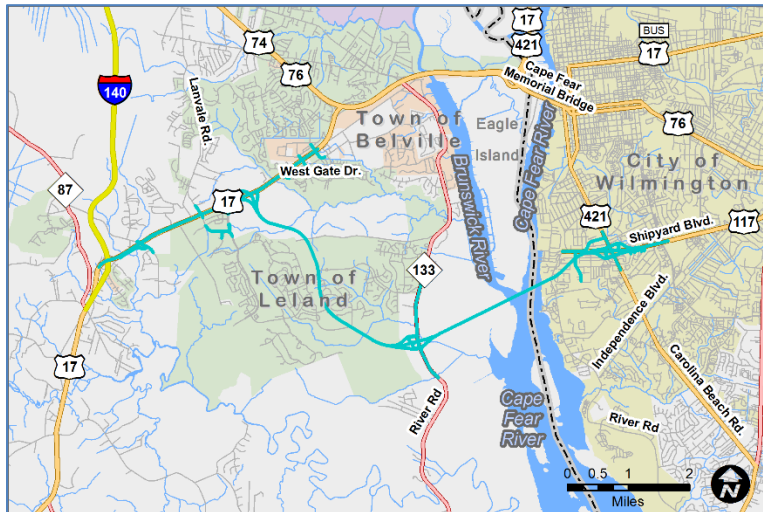 17
421
BUS
17
74
76
140
Lanvale Rd.
Cape Fear
Memorial Bridge
76
Town of
Belville
Eagle
Island
Cape Fear River
Brunswick River
City of
Wilmington
West Gate Dr.
87
17
421
Shipyard Blvd.
117
Town of
Leland
133
Independence Blvd.
17
River Rd
Cape
Fear
River
Carolina Beach Rd.
River Rd
0 0.5 1 2
Miles
N